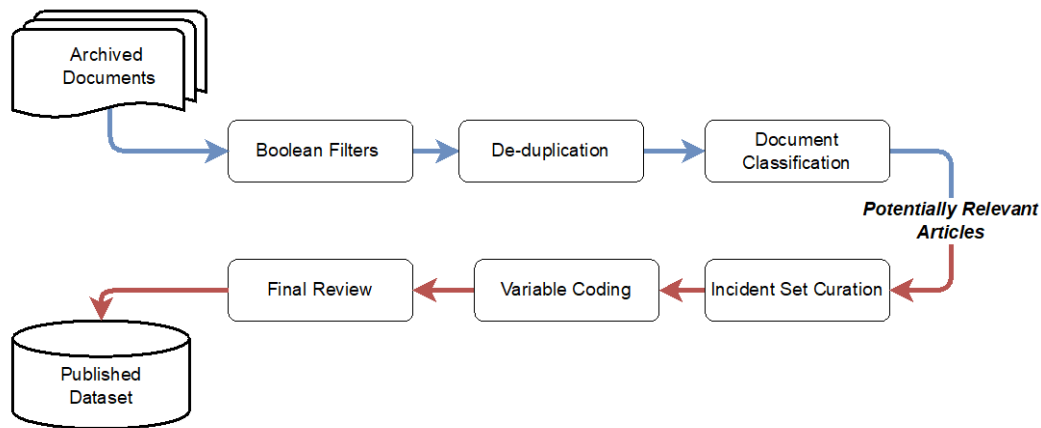 Archived
Documents
Boolean Filters
De-duplication
Document
Classification
Potentially Relevant
Articles
Incident Set Curation
Variable Coding
Final Review
Published
Dataset